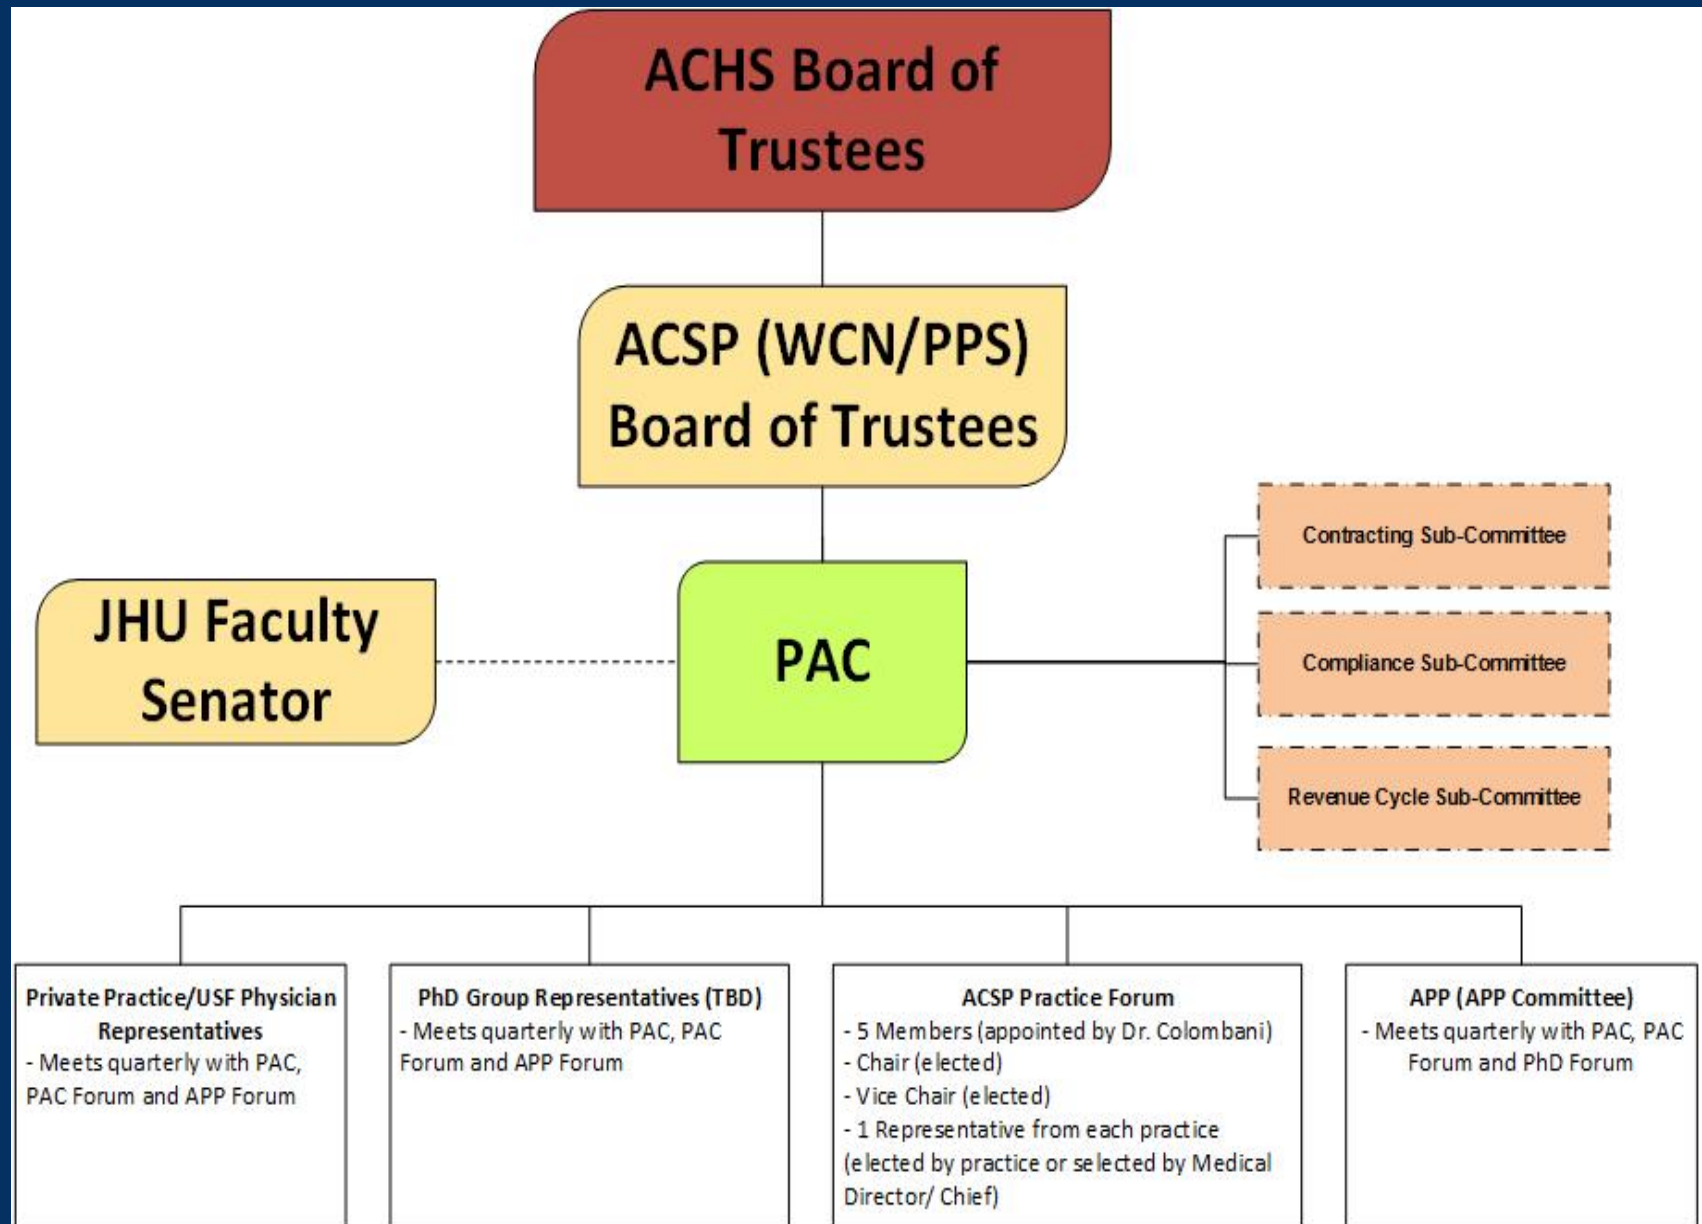 ACHS Board of
Trustees
ACSP (WCN/PPS)
Board of Trustees
Contracting Sub-Committee
JHU Faculty
Senator
PAC
Compliance Sub-Committee
Revenue Cycle Sub-Committee
Private Practice/USF Physician
Representatives
- Meets quarterly with PAC,
PAC Forum and APP Forum
PhD Group Representatives (TBD)
- Meets quarterly with PAC, PAC
Forum and APP Forum
ACSP Practice Forum
- 5 Members (appointed by Dr. Colombani)
- Chair (elected)
- Vice Chair (elected)
- 1 Representative from each practice
(elected by practice or selected by Medical
Director/ Chief)
APP (APP Committee)
- Meets quarterly with PAC, PAC
Forum and PhD Forum